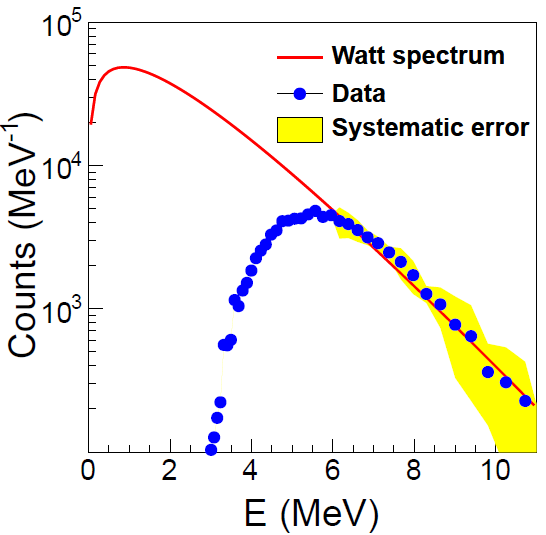 10^5
Watt spectrum
Data
Systematic error
10^4
Counts (MeV^-1)
10^3
0 2 4 6 8 10
E (MeV)